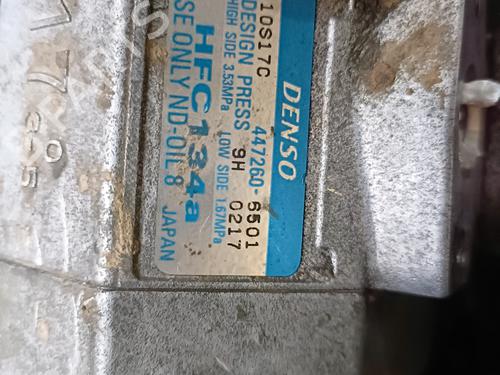 DENSO
447260-6501
10S17C 9H 0217
DESIGN PRESS
HIGH SIDE 3.53MPa LOW SIDE 1.67MPa
HFC134a
USE ONLY ND-OIL 8 JAPAN